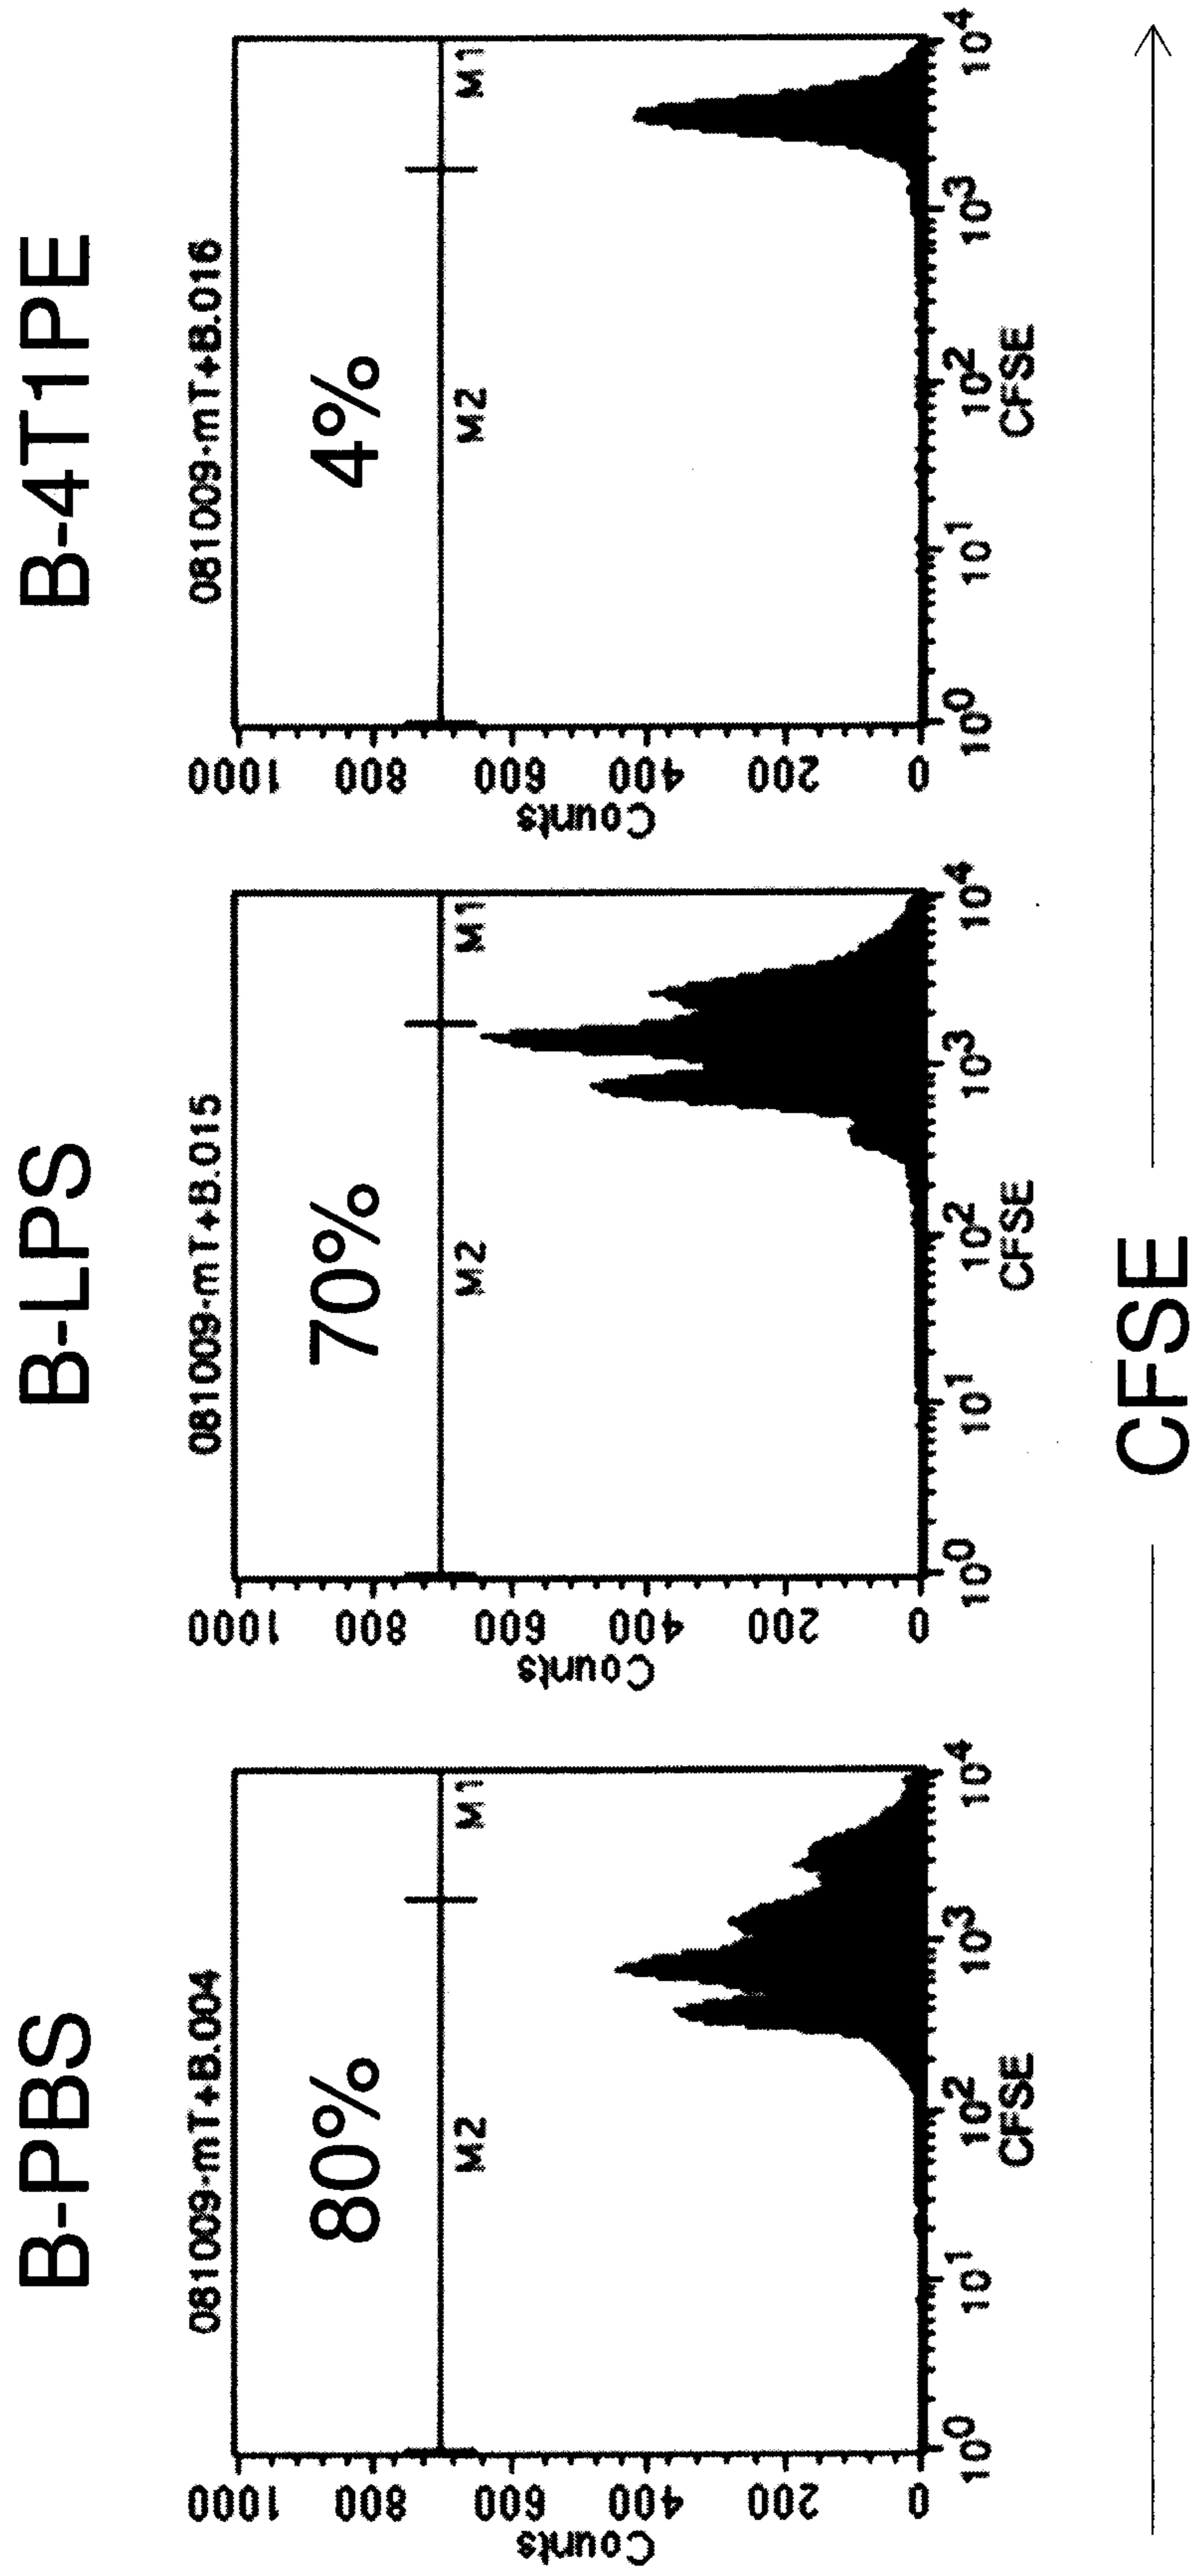 B-PBS
081009-mT+B.004
80%
M2
M1
Counts
1000
800
600
400
200
0
10^0
10^1
10^2
10^3
10^4
CFSE
B-LPS
081009-mT+B.015
70%
M2
M1
Counts
1000
800
600
400
200
0
10^0
10^1
10^2
10^3
10^4
CFSE
B-4T1PE
081009-mT+B.016
4%
M2
M1
Counts
1000
800
600
400
200
0
10^0
10^1
10^2
10^3
10^4
CFSE
CFSE